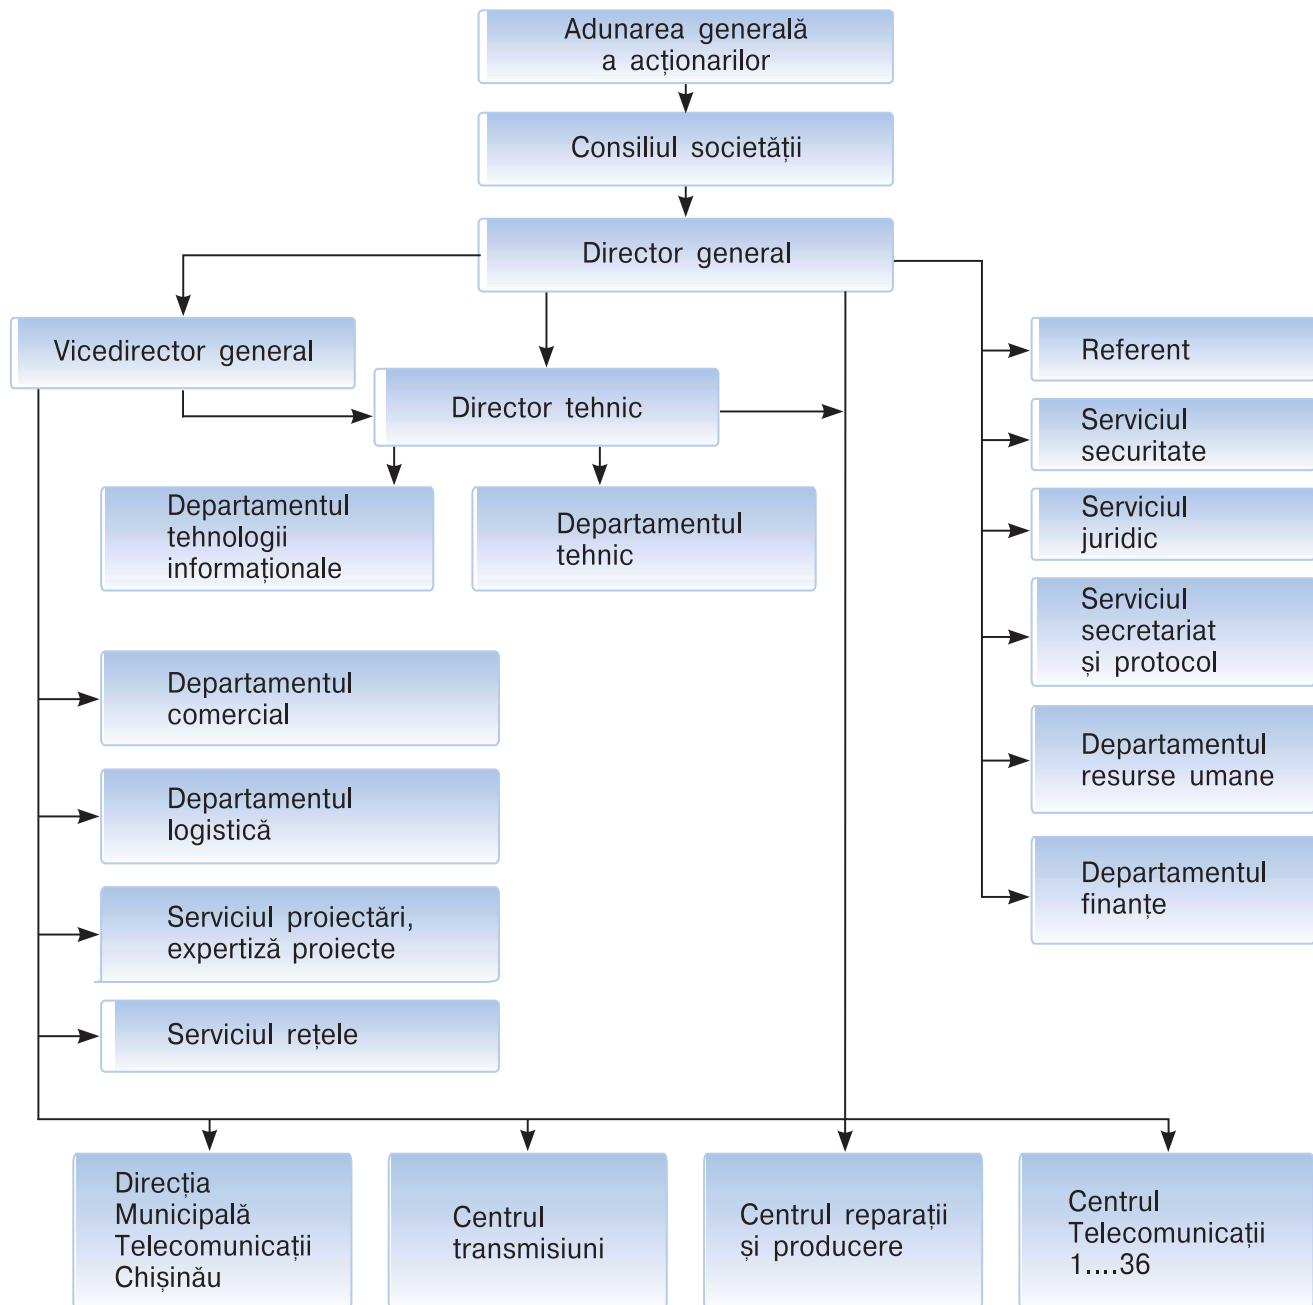 Adunarea generală
a acționarilor
Consiliul societății
Director general
Vicedirector general
Director tehnic
Departamentul
tehnologii
informaționale
Departamentul
tehnic
Departamentul
comercial
Departamentul
logistică
Serviciul proiectări,
expertiză proiecte
Serviciul rețele
Referent
Serviciul
securitate
Serviciul
juridic
Serviciul
secretariat
și protocol
Departamentul
resurse umane
Departamentul
finanțe
Direcția
Municipală
Telecomunicații
Chișinău
Centrul
transmisiuni
Centrul reparații
și producere
Centrul
Telecomunicații
1....36